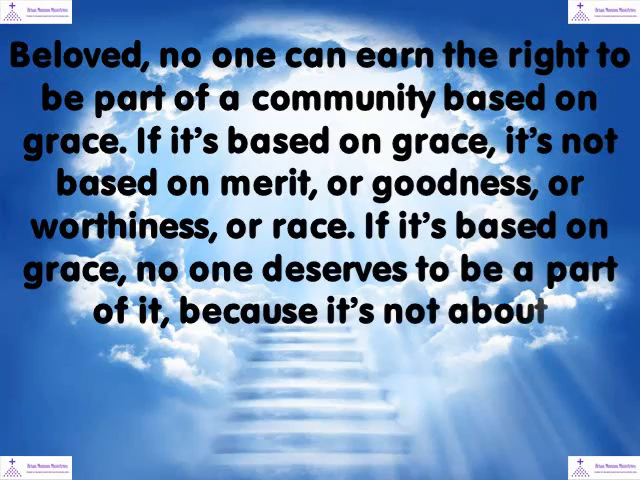 Beloved, no one can earn the right to
be part of a community based on
grace. If it’s based on grace, it’s not
based on merit, or goodness, or
worthiness, or race. If it’s based on
grace, no one deserves to be a part
of it, because it’s not about